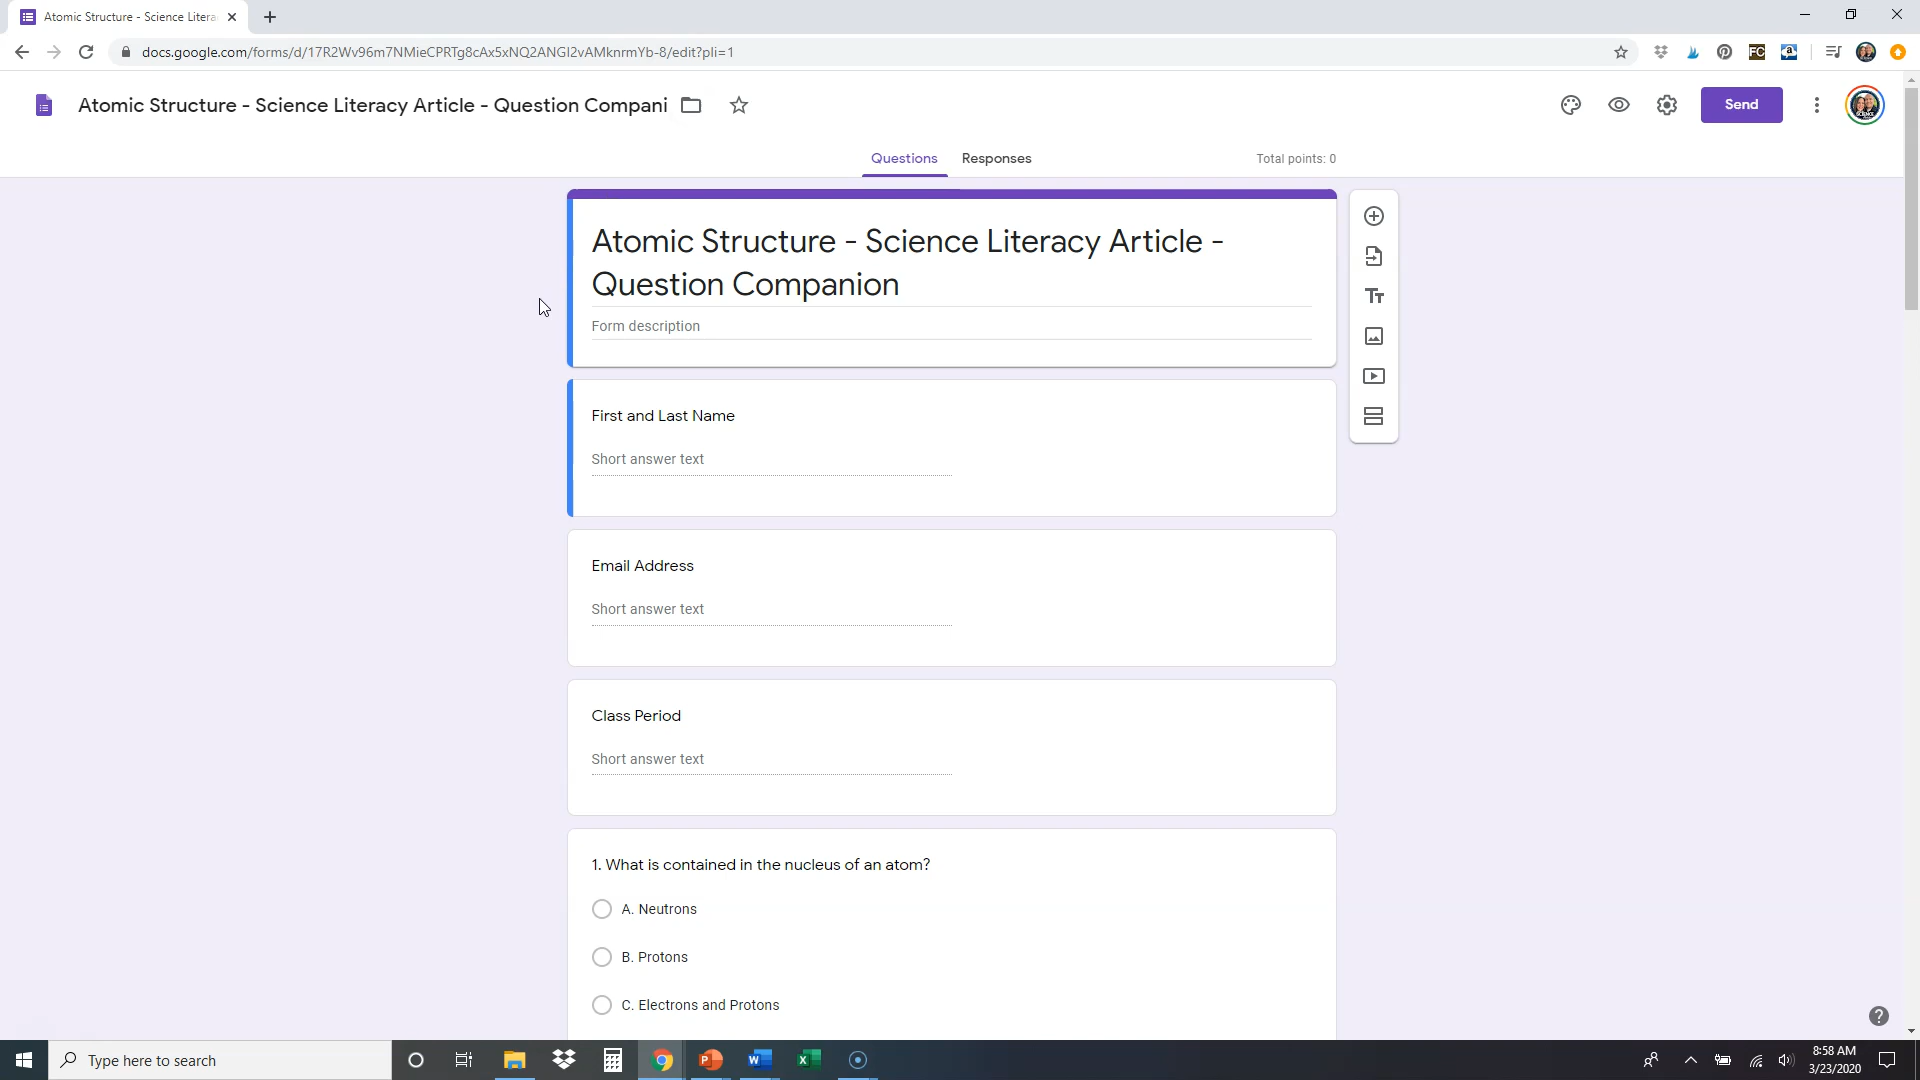 Atomic Structure - Science Litera
docs.google.com/forms/d/17R2Wv96m7NMieCPRTg8cAx5xNQ2ANGI2vAMknrmYb-8/edit?pli=1
FC
a
Atomic Structure - Science Literacy Article - Question Compani
Send
Questions
Responses
Total points: 0
Atomic Structure - Science Literacy Article -
Question Companion
Form description
Tт
First and Last Name
Short answer text
Email Address
Short answer text
Class Period
Short answer text
1. What is contained in the nucleus of an atom?
A. Neutrons
B. Protons
C. Electrons and Protons
Type here to search
8:58 AM
3/23/2020